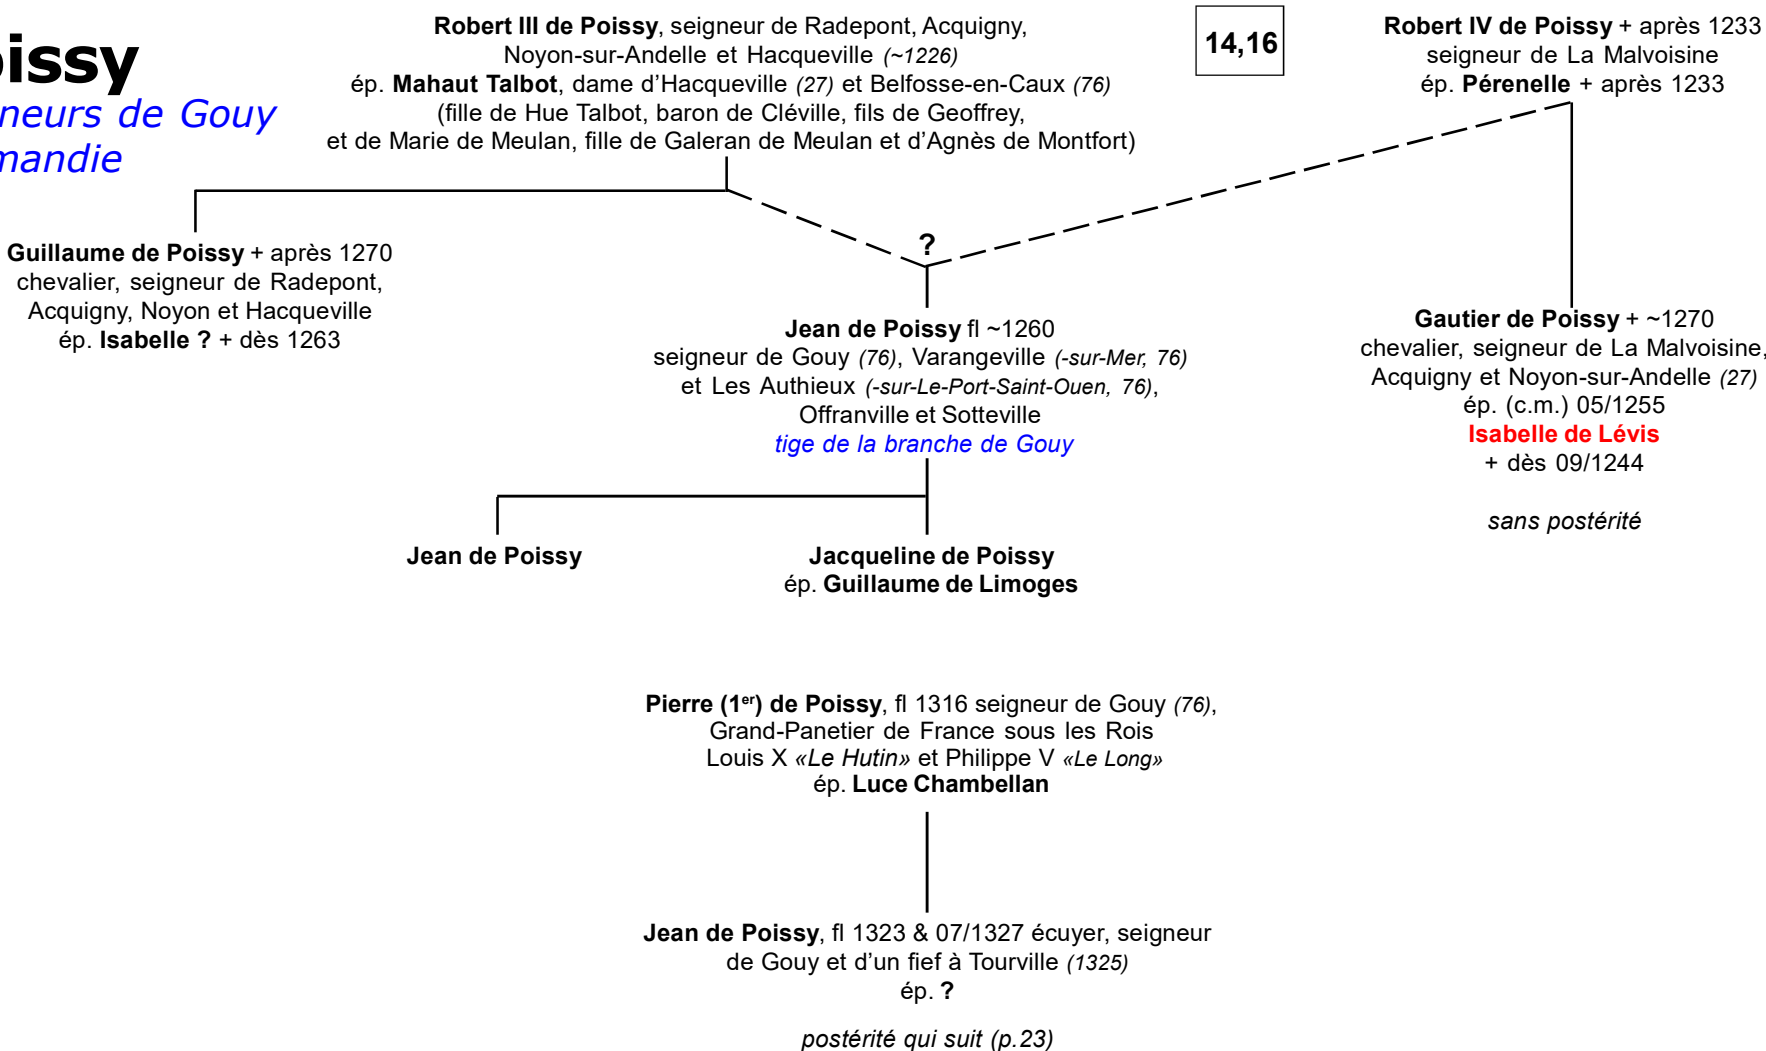 Robert III de Poissy, seigneur de Radepont, Acquigny,
Noyon-sur-Andelle et Hacqueville (~1226)
ép. Mahaut Talbot, dame d'Hacqueville (27) et Belfosse-en-Caux (76)
(fille de Hue Talbot, baron de Cléville, fils de Geoffrey,
et de Marie de Meulan, fille de Galeran de Meulan et d'Agnès de Montfort)
14,16
Robert IV de Poissy + après 1233
seigneur de La Malvoisine
ép. Pérenelle + après 1233
oissy
neurs de Gouy
mandie
Guillaume de Poissy + après 1270
chevalier, seigneur de Radepont,
Acquigny, Noyon et Hacqueville
ép. Isabelle ? + dès 1263
?
Jean de Poissy fl ~1260
seigneur de Gouy (76), Varangeville (-sur-Mer, 76)
et Les Authieux (-sur-Le-Port-Saint-Ouen, 76),
Offranville et Sotteville
tige de la branche de Gouy
Gautier de Poissy + ~1270
chevalier, seigneur de La Malvoisine,
Acquigny et Noyon-sur-Andelle (27)
ép. (c.m.) 05/1255
Isabelle de Lévis
+ dès 09/1244
sans postérité
Jean de Poissy
Jacqueline de Poissy
ép. Guillaume de Limoges
Pierre (1er) de Poissy, fl 1316 seigneur de Gouy (76),
Grand-Panetier de France sous les Rois
Louis X «Le Hutin» et Philippe V «Le Long»
ép. Luce Chambellan
Jean de Poissy, fl 1323 & 07/1327 écuyer, seigneur
de Gouy et d'un fief à Tourville (1325)
ép. ?
postérité qui suit (p.23)